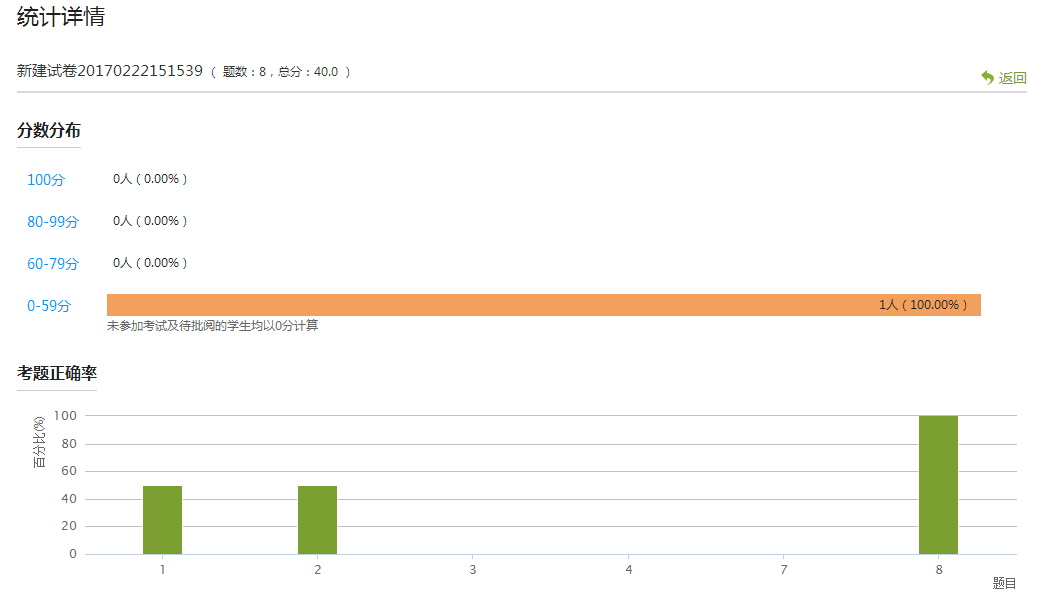 统计详情
新建试卷20170222151539 ( 题数：8，总分：40.0 )
返回
分数分布
100分 0人 ( 0.00% )
80-99分 0人 ( 0.00% )
60-79分 0人 ( 0.00% )
0-59分 1人 ( 100.00% )
未参加考试及待批阅的学生均以0分计算
考题正确率
百分比(%)
100
80
60
40
20
0
1 2 3 4 7 8
题目